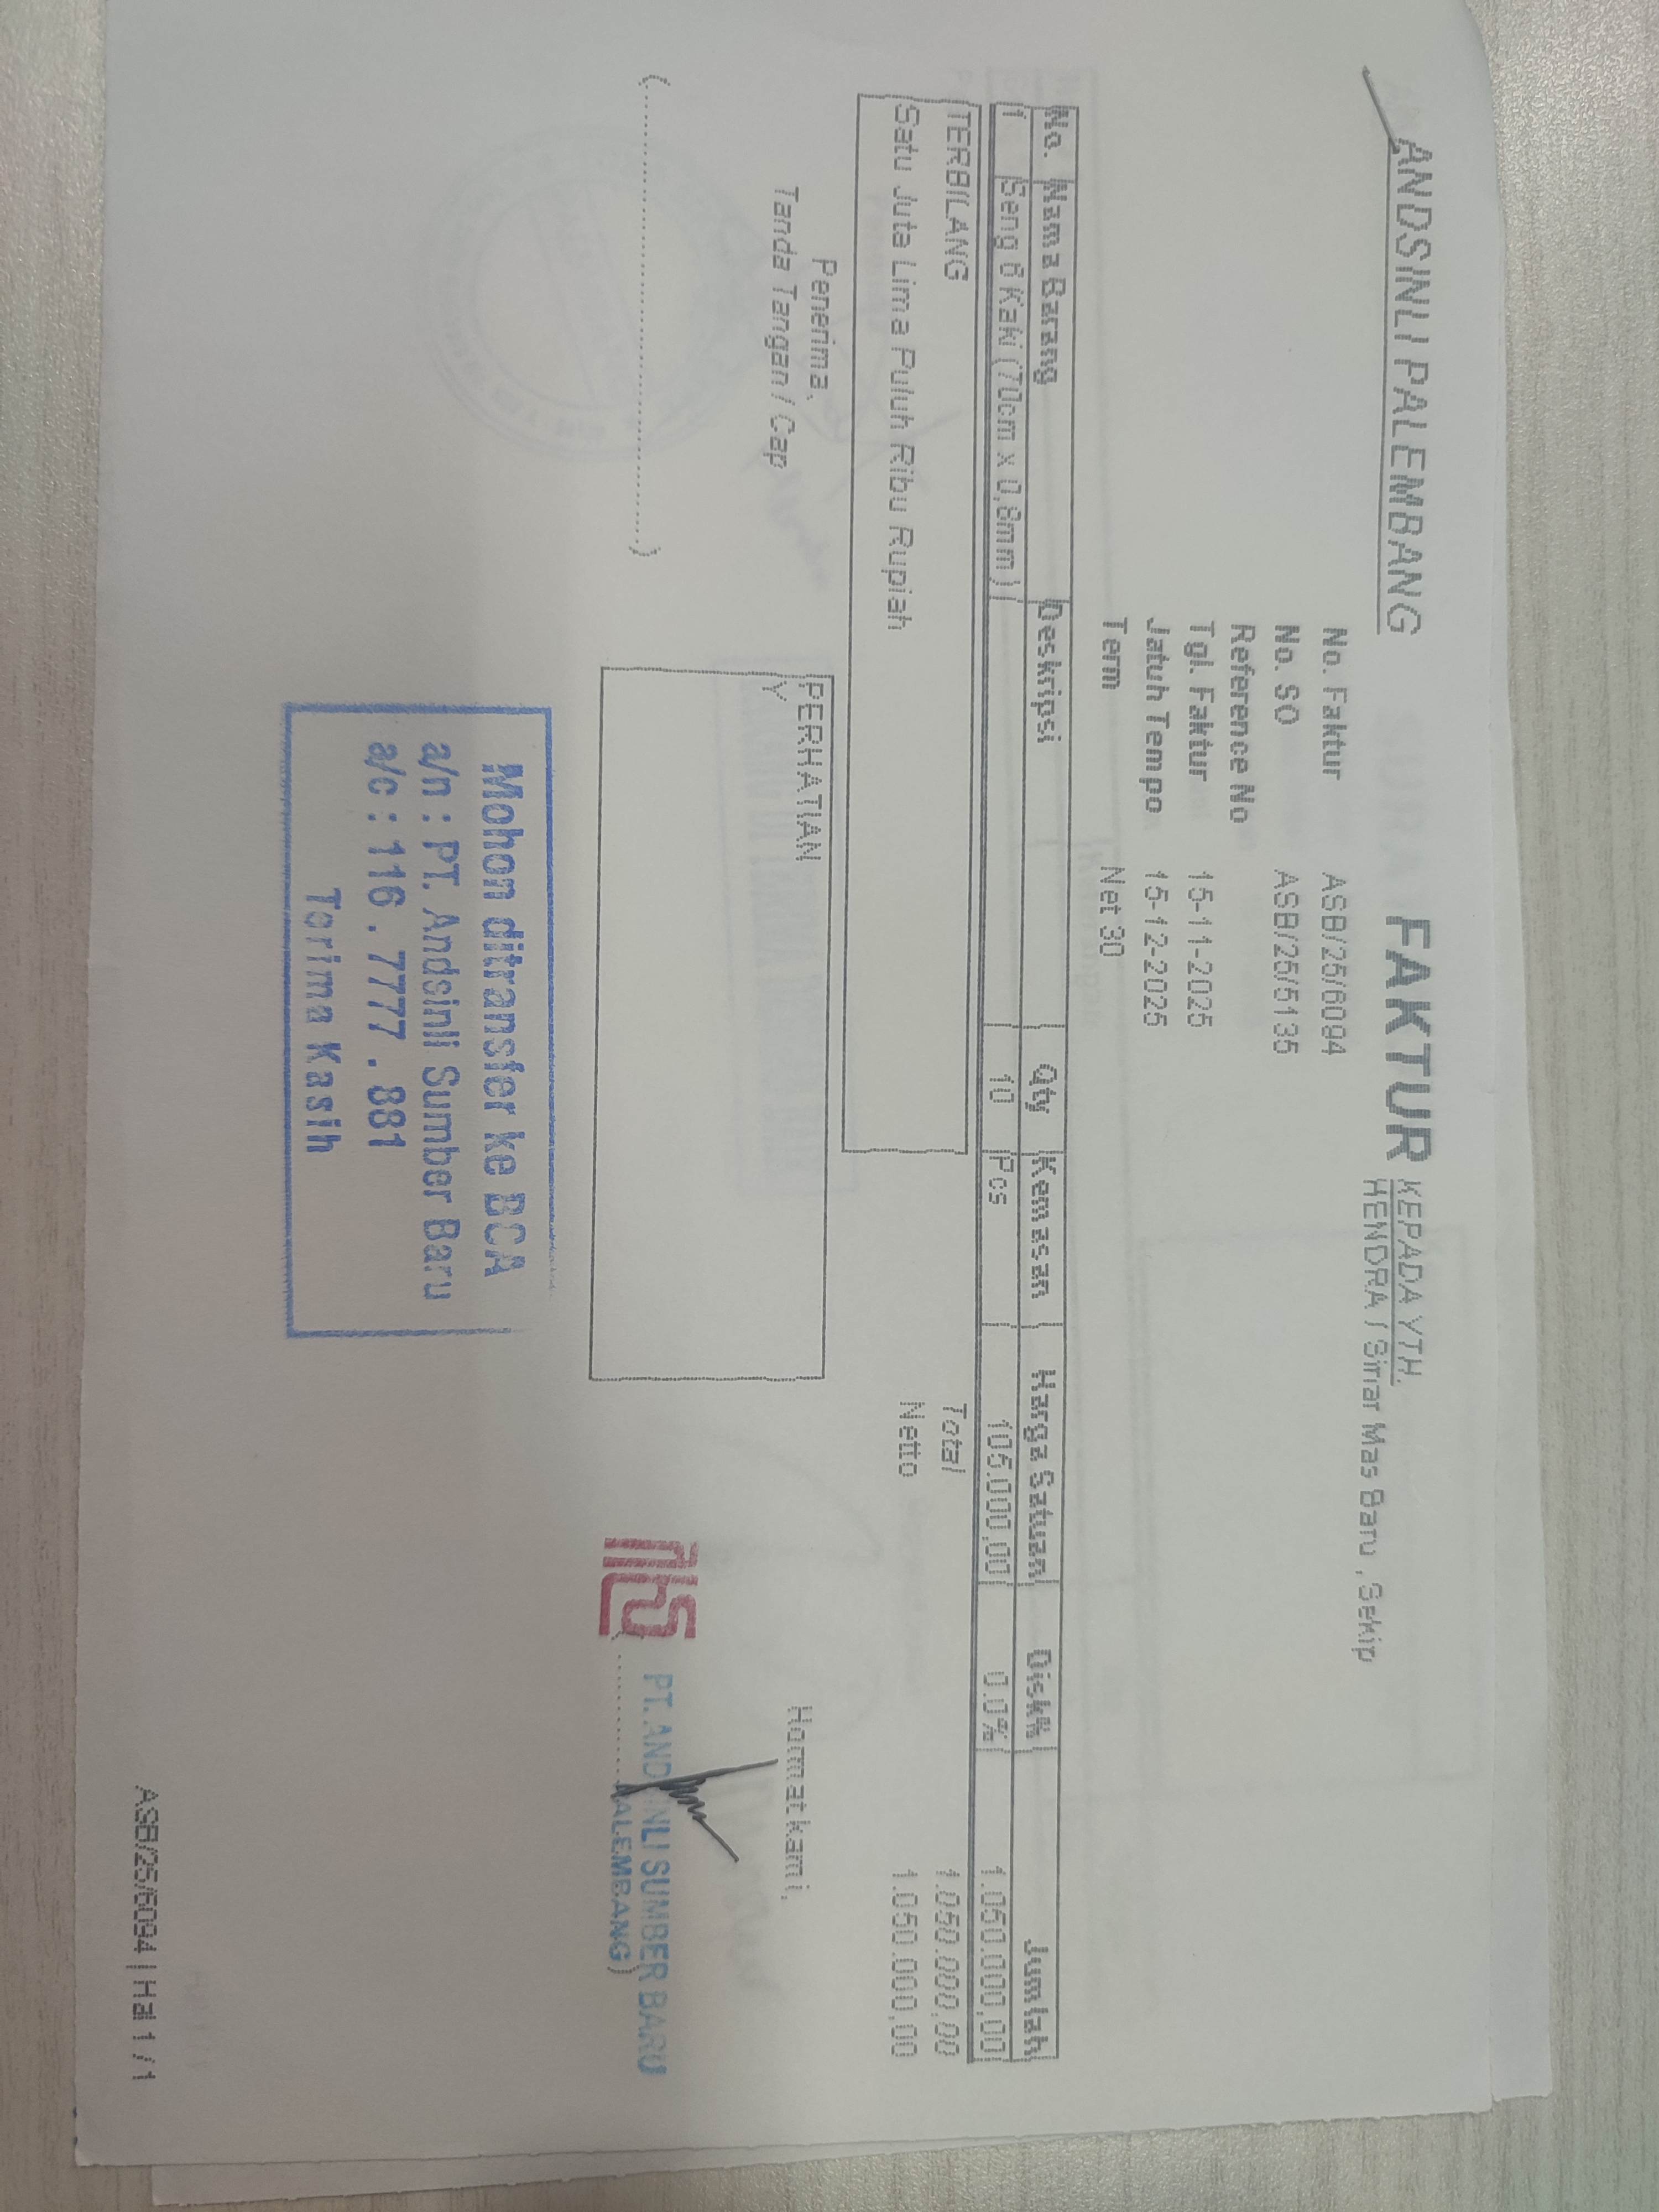 ANDSINLI PALEMBANG
FAKTUR
KEPADA YTH.
HENDRA / Sinar Mas Baru , Sekip
No. Faktur ASB/25/6094
No. SO ASB/25/5135
Reference No
Tgl. Faktur 15-11-2025
Jatuh Tempo 15-12-2025
Term Net 30
No. Nama Barang Deskripsi Qty Kemasan Harga Satuan Disk% Jumlah
1 Seng 6 Kaki (70cm x 0,8mm) 10 Pcs 105.000,00 0.0% 1.050.000,00
TERBILANG
Satu Juta Lima Puluh Ribu Rupiah
Total 1.050.000,00
Netto 1.050.000,00
Penerima,
Tanda Tangan / Cap
PERHATIAN
Y
Hormat kami,
PT. ANDSINLI SUMBER BARU
(PALEMBANG)
Mohon ditransfer ke BCA
a/n : PT. Andsinli Sumber Baru
a/c : 116 . 7777 . 881
Terima Kasih
ASB/25/6094 | Hal 1 / 1